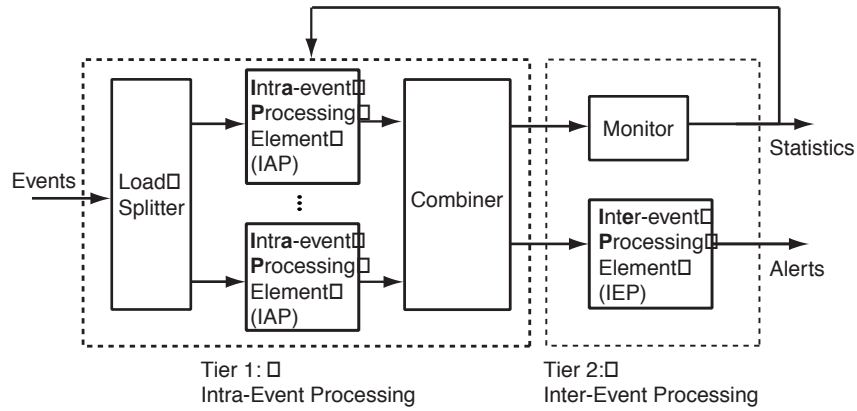 Events
Load
Splitter
Intra-event
Processing
Element
(IAP)
Intra-event
Processing
Element
(IAP)
Combiner
Monitor
Statistics
Inter-event
Processing
Element
(IEP)
Alerts
Tier 1:
Intra-Event Processing
Tier 2:
Inter-Event Processing